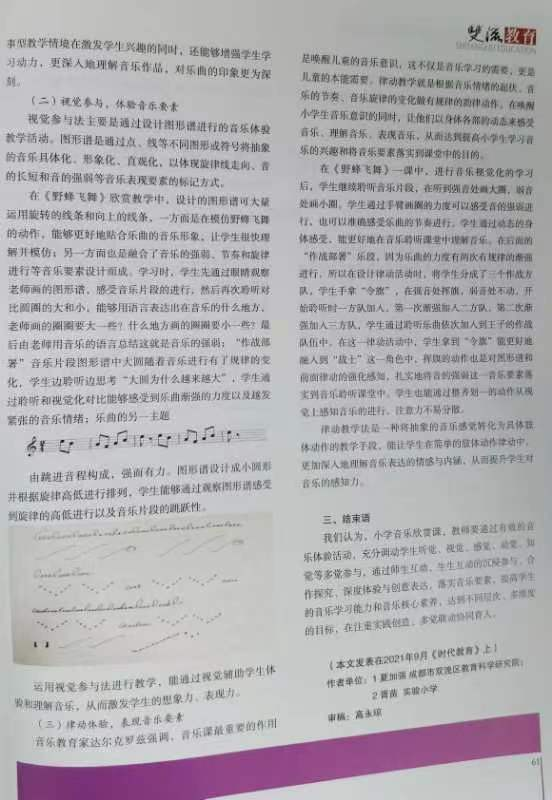 雙流教育
SHUANGLIU EDUCATION
事型教学情境在激发学生兴趣的同时，还能够增强学生学
习动力，更深入地理解音乐作品，对乐曲的印象更为深
刻。
（二）视觉参与，体验音乐要素
视觉参与法主要是通过设计图形谱进行的音乐体验
教学活动。图形谱是通过点、线等不同图形或符号将抽象
的音乐具体化、形象化、直观化，以体现旋律线走向、音
的长短和音的强弱等音乐表现要素的标记方式。
在《野蜂飞舞》欣赏教学中，设计的图形谱可大量
运用旋转的线条和向上的线条，一方面是在模仿野蜂飞舞
的动作，能够更好地贴合乐曲的音乐形象，让学生很快理
解并模仿；另一方面也是融合了音乐的强弱、节奏和旋律
进行等音乐要素设计而成。学习时，学生先通过眼睛观察
老师画的图形谱，感受音乐片段的进行，然后再次聆听对
比圆圈的大和小，能够用语言表达出在音乐的什么地方，
老师画的圈圈要大一些？什么地方画的圈圈要小一些？最
后由老师用音乐的语言总结这就是音乐的强弱；“作战部
署”音乐片段图形谱中大圆随着音乐进行有了规律的变
化，学生边聆听边思考“大圆为什么越来越大”，学生通
过聆听和视觉化对比能够感受到乐曲渐强的力度以及越发
紧张的音乐情绪；乐曲的另一主题
由跳进音程构成，强而有力。图形谱设计成小圆形
并根据旋律高低进行排列，学生能够通过观察图形谱感受
到旋律的高低进行以及音乐片段的跳跃性。
运用视觉参与法进行教学，能通过视觉辅助学生体
验和理解音乐，从而激发学生的想象力、表现力。
（三）律动体验，表现音乐要素
音乐教育家达尔克罗兹强调，音乐课最重要的作用
是唤醒儿童的音乐意识，这不仅是音乐学习的需要，更是
儿童的本能需要。律动教学就是根据音乐情绪的起伏、音
乐的节奏、音乐旋律的变化做有规律的韵律动作。在唤醒
小学生音乐意识的同时，让他们以身体各部的动态来感受
音乐、理解音乐、表现音乐，从而达到提高小学生学习音
乐的兴趣和将音乐要素落实到课堂中的目的。
在《野蜂飞舞》一课中，进行音乐视觉化的学习
后，学生继续聆听音乐片段，在听到强音处画大圈，弱音
处画小圈，学生通过手臂画圈的力度可以感受音的强弱进
行，也可以准确感受乐曲的节奏进行，学生通过动态的身
体感受，能更好地在音乐聆听课堂中理解音乐。在后面的
“作战部署”乐段，因为乐曲的力度有两次有规律的渐强
进行，所以在设计律动活动时，将学生分成了三个作战方
队，学生手拿“令旗”，在强音处挥旗，弱音处不动，开
始聆听时一方队加入，第一次渐强加入二方队，第二次渐
强加入三方队，学生通过聆听乐曲依次加入到王子的作战
队伍中，在这一律动活动中，学生拿到“令旗”能更好地
融入到“战士”这一角色中，挥旗的动作也是对图形谱和
前面律动的强化感知，扎实地将音的强弱这一音乐要素落
实到音乐聆听课堂中，学生也能通过整齐划一的动作从视
觉上感知音乐的进行，注意力不易分散。
律动教学法是一种将抽象的音乐感觉转化为具体肢
体动作的教学手段，能让学生在简单的肢体动作律动中，
更加深入地理解音乐表达的情感与内涵，从而提升学生对
音乐的感知力。
三、结束语
我们认为，小学音乐欣赏课，教师要通过有效的音
乐体验活动，充分调动学生听觉、视觉、感觉、动觉、知
觉等多觉参与，通过师生互动、生生互动的沉浸参与、合
作探究、深度体验与创意表达，落实音乐要素，提高学生
的音乐学习能力和音乐核心素养，达到不同层次、多维度
的目标，在注重实践创造、多觉联动协同育人。
（本文发表在2021年9月《时代教育》上）
作者单位：1 夏加强 成都市双流区教育科学研究院；
2 曾茜 实验小学
审稿：高永琼
61